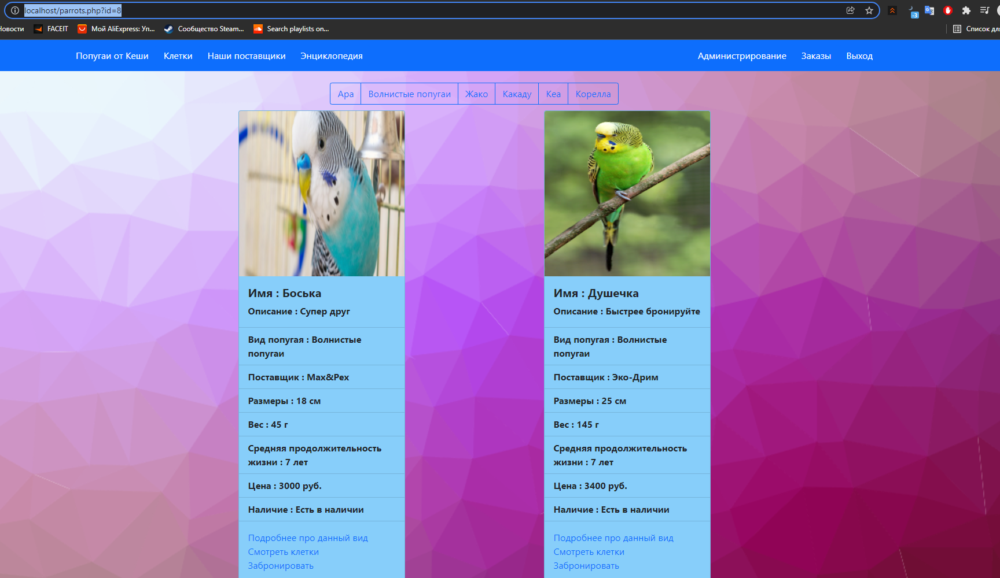 localhost/parrots.php?id=8
Новости FACEIT Мой AliExpress: Уп... Сообщество Steam... Search playlists on... Список для
-3
Попугаи от Кеши Клетки Наши поставщики Энциклопедия Администрирование Заказы Выход
Ара Волнистые попугаи Жако Какаду Кеа Корелла
Имя : Боська
Описание : Супер друг
Вид попугая : Волнистые
попугаи
Поставщик : Max&Pex
Размеры : 18 см
Вес : 45 г
Средняя продолжительность
жизни : 7 лет
Цена : 3000 руб.
Наличие : Есть в наличии
Подробнее про данный вид
Смотреть клетки
Забронировать
Имя : Душечка
Описание : Быстрее бронируйте
Вид попугая : Волнистые
попугаи
Поставщик : Эко-Дрим
Размеры : 25 см
Вес : 145 г
Средняя продолжительность
жизни : 7 лет
Цена : 3400 руб.
Наличие : Есть в наличии
Подробнее про данный вид
Смотреть клетки
Забронировать